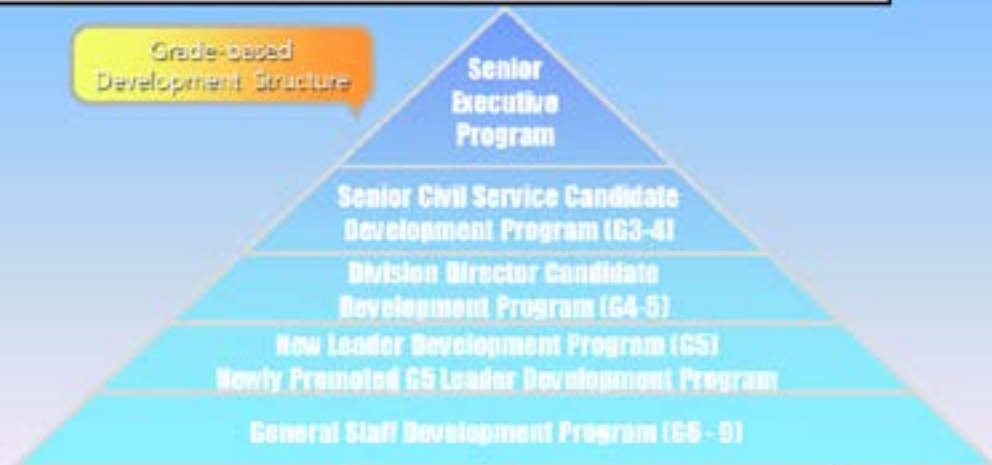 Grade-based
Development Structure
Senior
Executive
Program
Senior Civil Service Candidate
Development Program (G3-4)
Division Director Candidate
Development Program (G4-5)
New Leader Development Program (G5)
Newly Promoted G5 Leader Development Program
General Staff Development Program (G6 - 9)